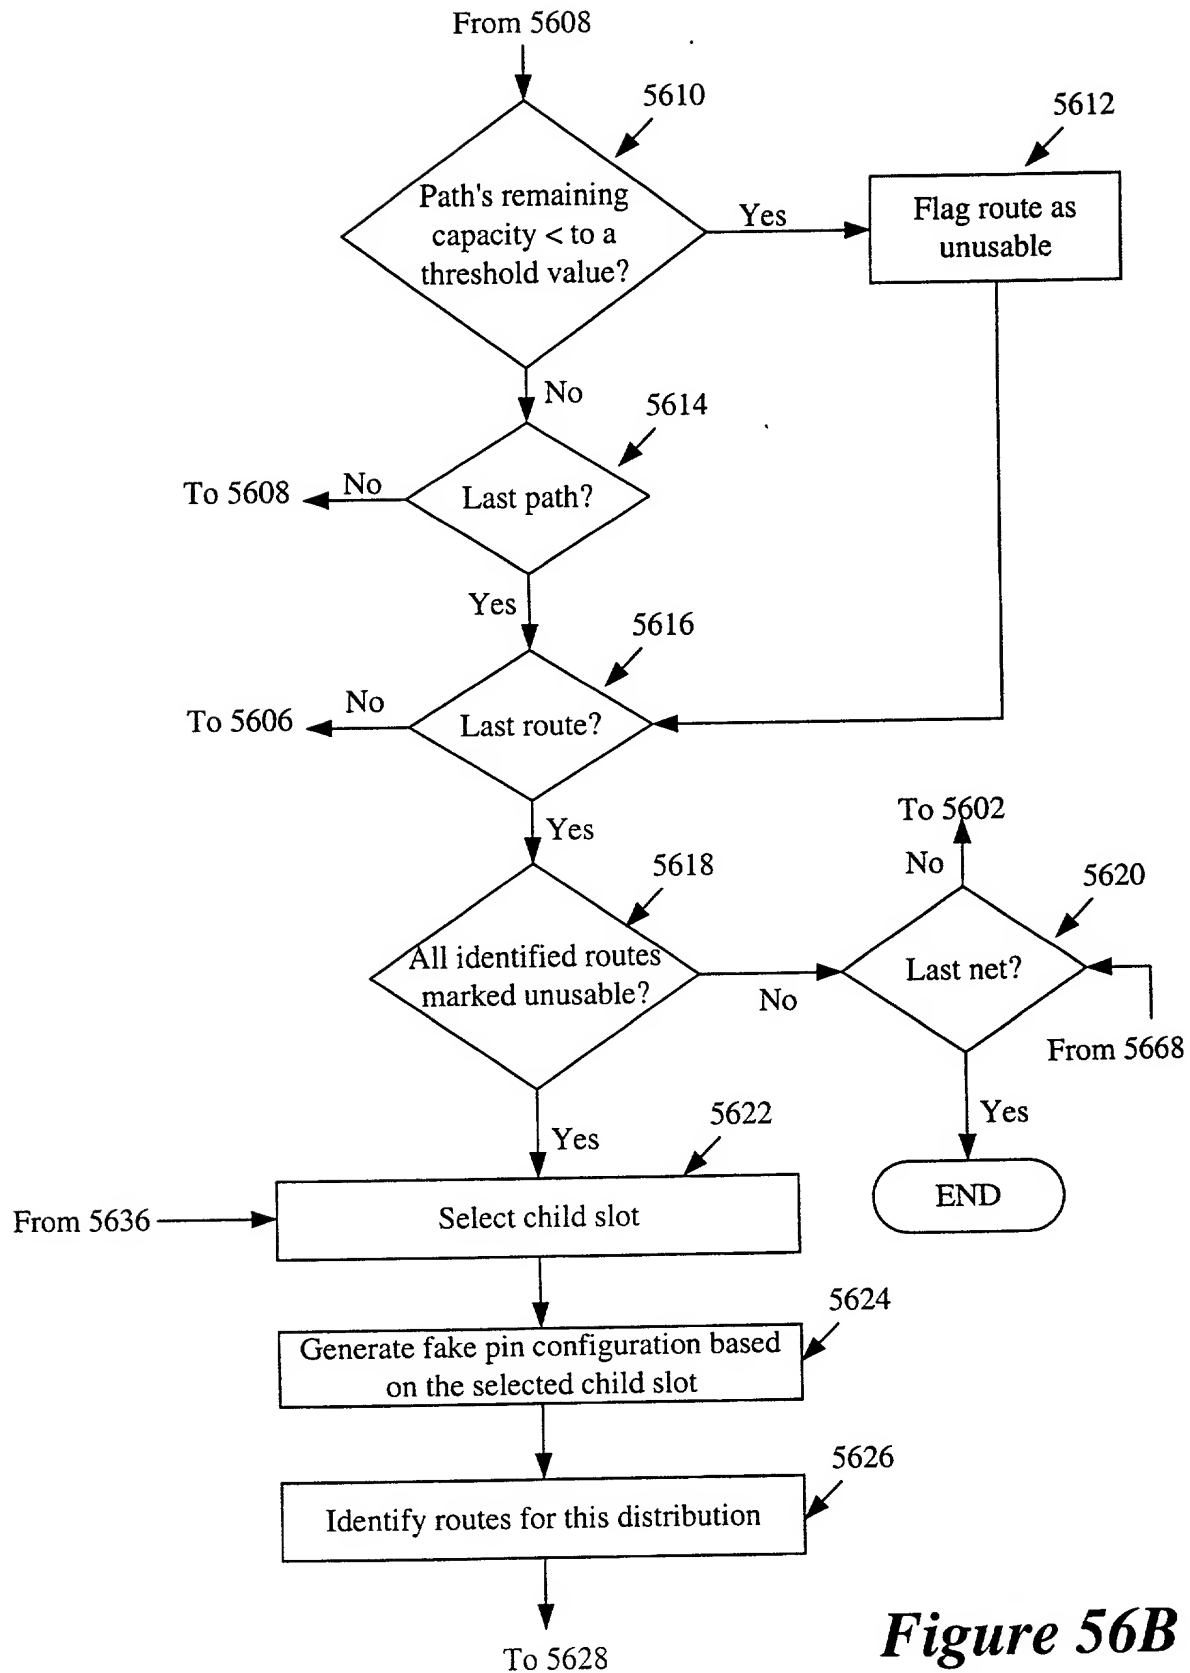 From 5608
5610
5612
Path's remaining
capacity < to a
threshold value?
Yes
Flag route as
unusable
No
5614
To 5608
No
Last path?
Yes
5616
To 5606
No
Last route?
Yes
To 5602
No
5618
5620
All identified routes
marked unusable?
No
Last net?
From 5668
Yes
Yes
5622
END
From 5636
Select child slot
5624
Generate fake pin configuration based
on the selected child slot
5626
Identify routes for this distribution
To 5628
Figure 56B